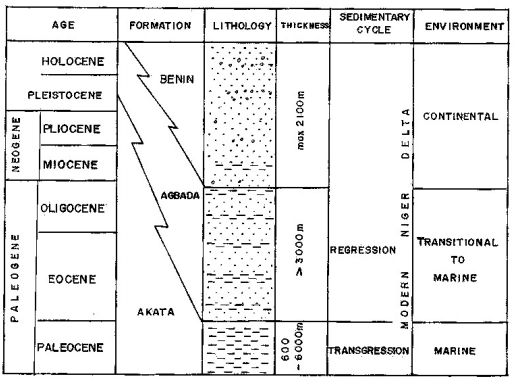 AGE FORMATION LITHOLOGY THICKNESS SEDIMENTARY CYCLE ENVIRONMENT
HOLOCENE
PLEISTOCENE
NEOGENE
PLIOCENE
MIOCENE
PALEOGENE
OLIGOCENE
EOCENE
PALEOCENE
BENIN
AGBADA
AKATA
max 2100m
> 3000m
600
~6000m
REGRESSION
TRANSGRESSION
MODERN NIGER DELTA
CONTINENTAL
TRANSITIONAL
TO
MARINE
MARINE